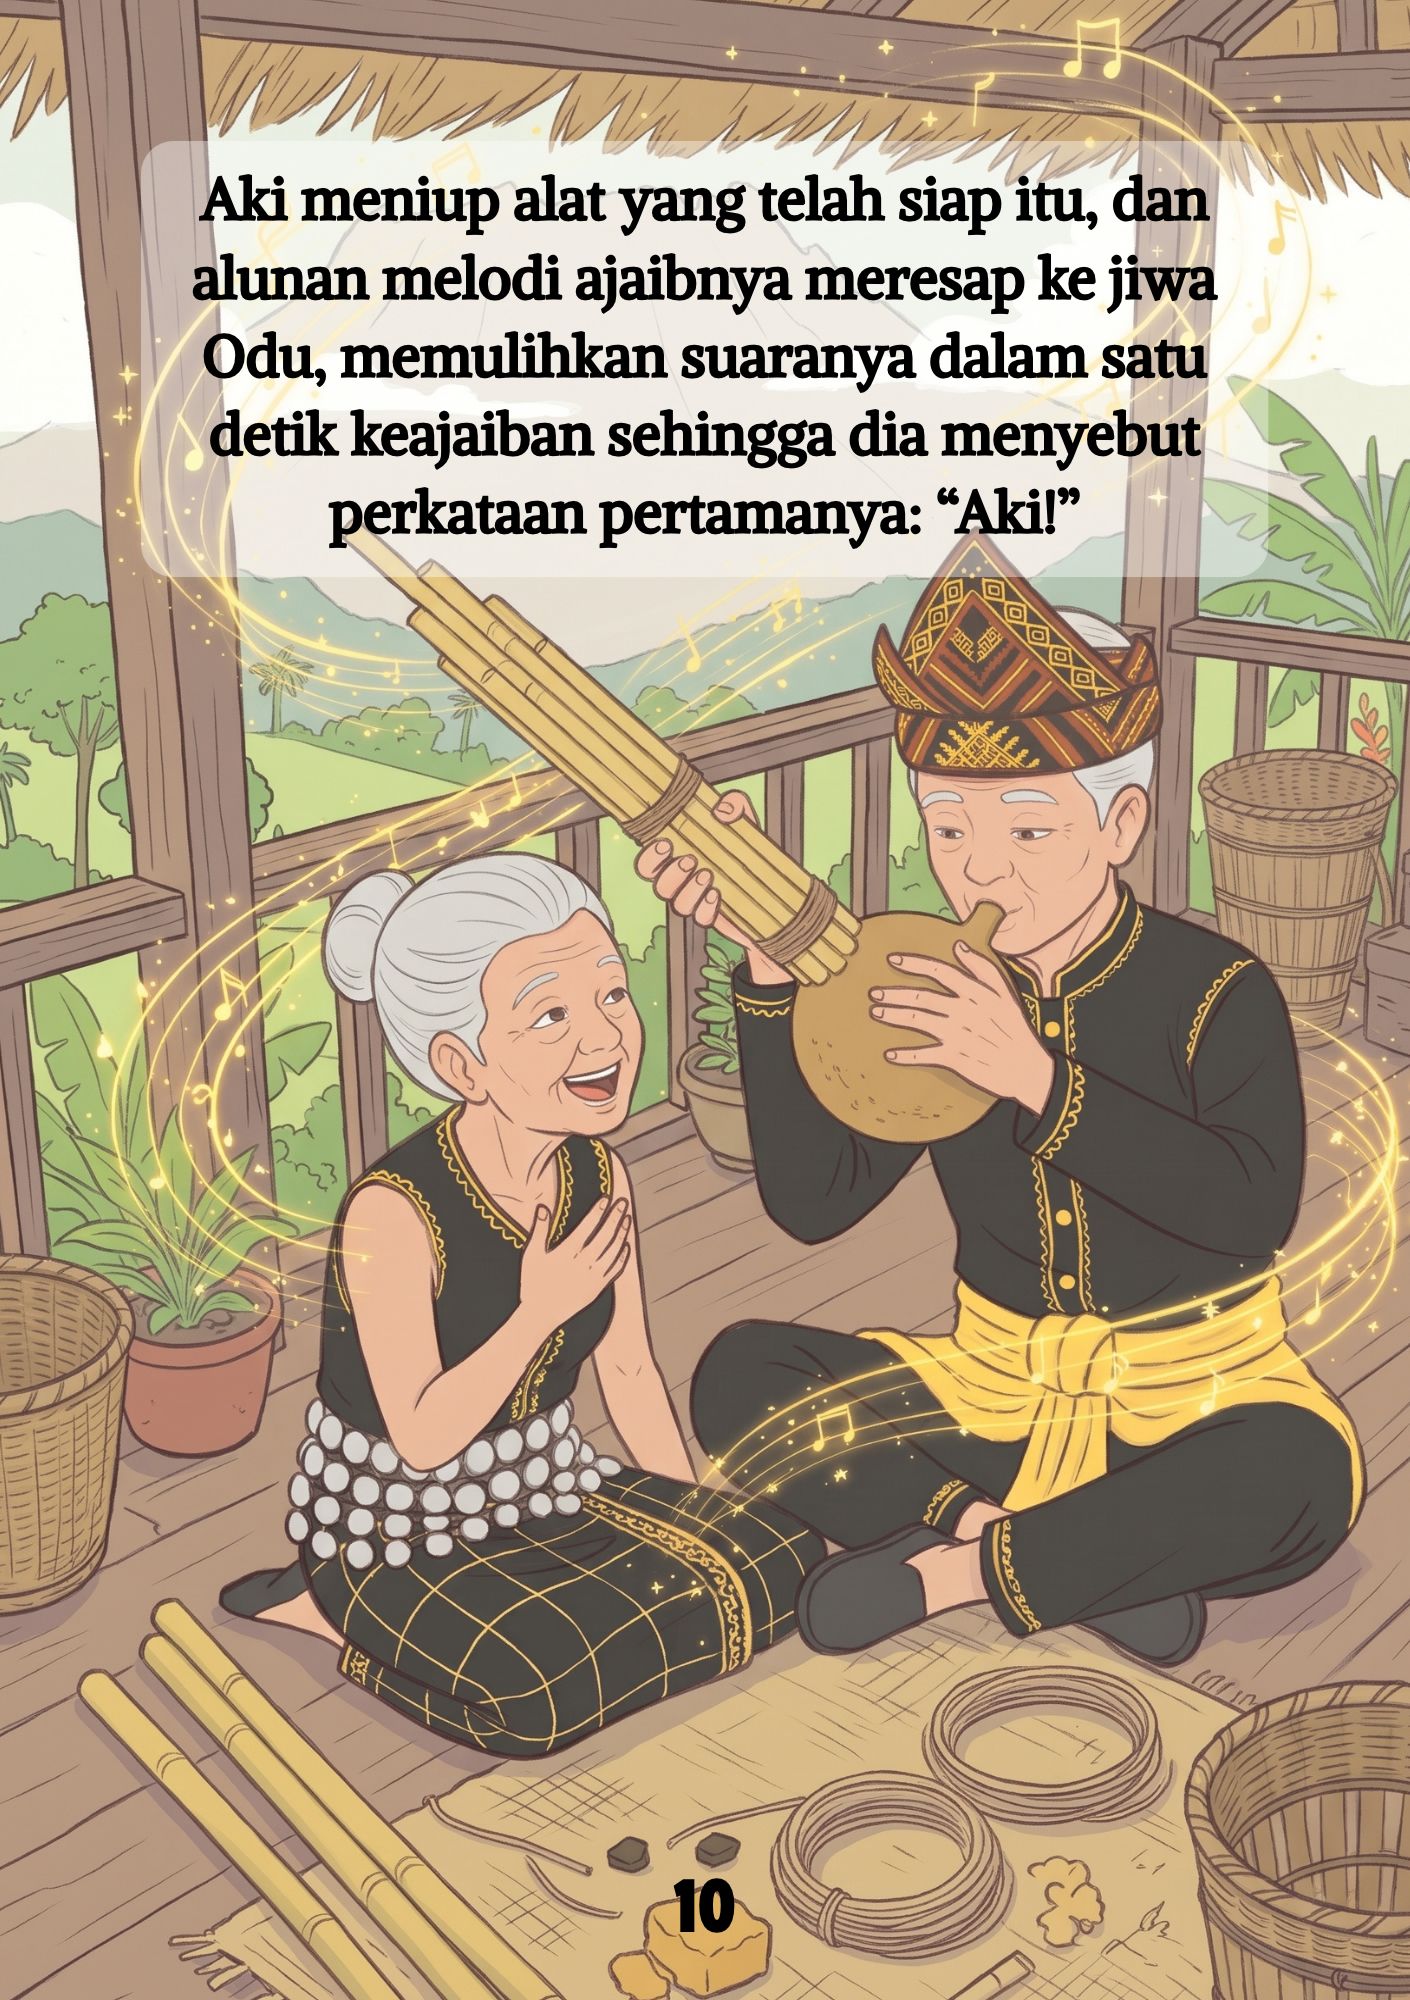 Aki meniup alat yang telah siap itu, dan
alunan melodi ajaibnya meresap ke jiwa
Odu, memulihkan suaranya dalam satu
detik keajaiban sehingga dia menyebut
perkataan pertamanya: “Aki!”
10